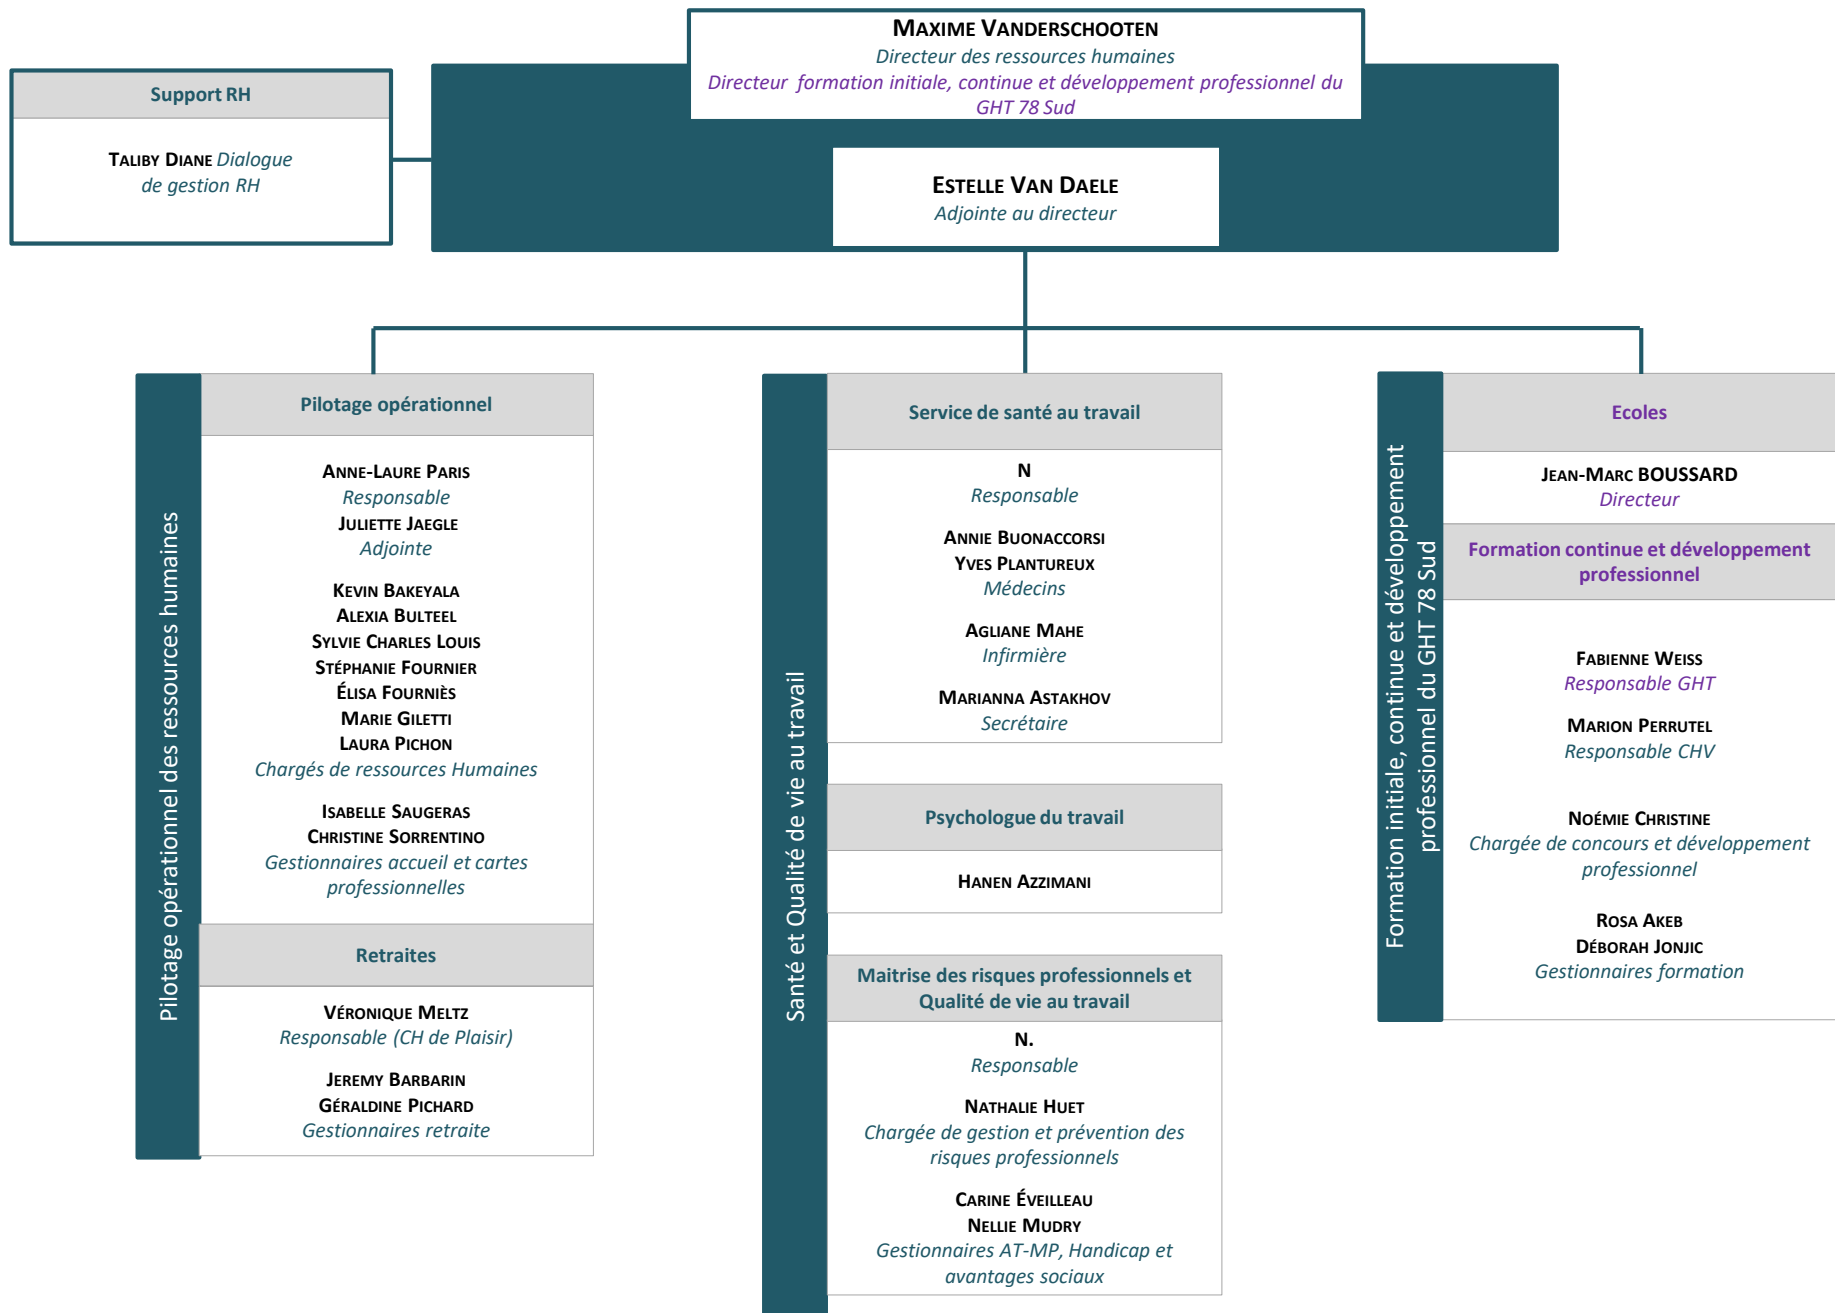 MAXIME VANDERSCHOOTEN
Directeur des ressources humaines
Directeur formation initiale, continue et développement professionnel du
GHT 78 Sud
Support RH
TALIBY DIANE Dialogue
de gestion RH
ESTELLE VAN DAELE
Adjointe au directeur
Pilotage opérationnel des ressources humaines
Pilotage opérationnel
ANNE-LAURE PARIS
Responsable
JULIETTE JAEGLE
Adjointe
KEVIN BAKEYALA
ALEXIA BULTEEL
SYLVIE CHARLES LOUIS
STÉPHANIE FOURNIER
ÉLISA FOURNIÈS
MARIE GILETTI
LAURA PICHON
Chargés de ressources Humaines
ISABELLE SAUGERAS
CHRISTINE SORRENTINO
Gestionnaires accueil et cartes
professionnelles
Retraites
VÉRONIQUE MELTZ
Responsable (CH de Plaisir)
JEREMY BARBARIN
GÉRALDINE PICHARD
Gestionnaires retraite
Santé et Qualité de vie au travail
Service de santé au travail
N
Responsable
ANNIE BUONACCORSI
YVES PLANTUREUX
Médecins
AGLIANE MAHE
Infirmière
MARIANNA ASTAKHOV
Secrétaire
Psychologue du travail
HANEN AZZIMANI
Maitrise des risques professionnels et
Qualité de vie au travail
N.
Responsable
NATHALIE HUET
Chargée de gestion et prévention des
risques professionnels
CARINE ÉVEILLEAU
NELLIE MUDRY
Gestionnaires AT-MP, Handicap et
avantages sociaux
Formation initiale, continue et développement
professionnel du GHT 78 Sud
Ecoles
JEAN-MARC BOUSSARD
Directeur
Formation continue et développement
professionnel
FABIENNE WEISS
Responsable GHT
MARION PERRUTEL
Responsable CHV
NOÉMIE CHRISTINE
Chargée de concours et développement
professionnel
ROSA AKEB
DÉBORAH JONJIC
Gestionnaires formation